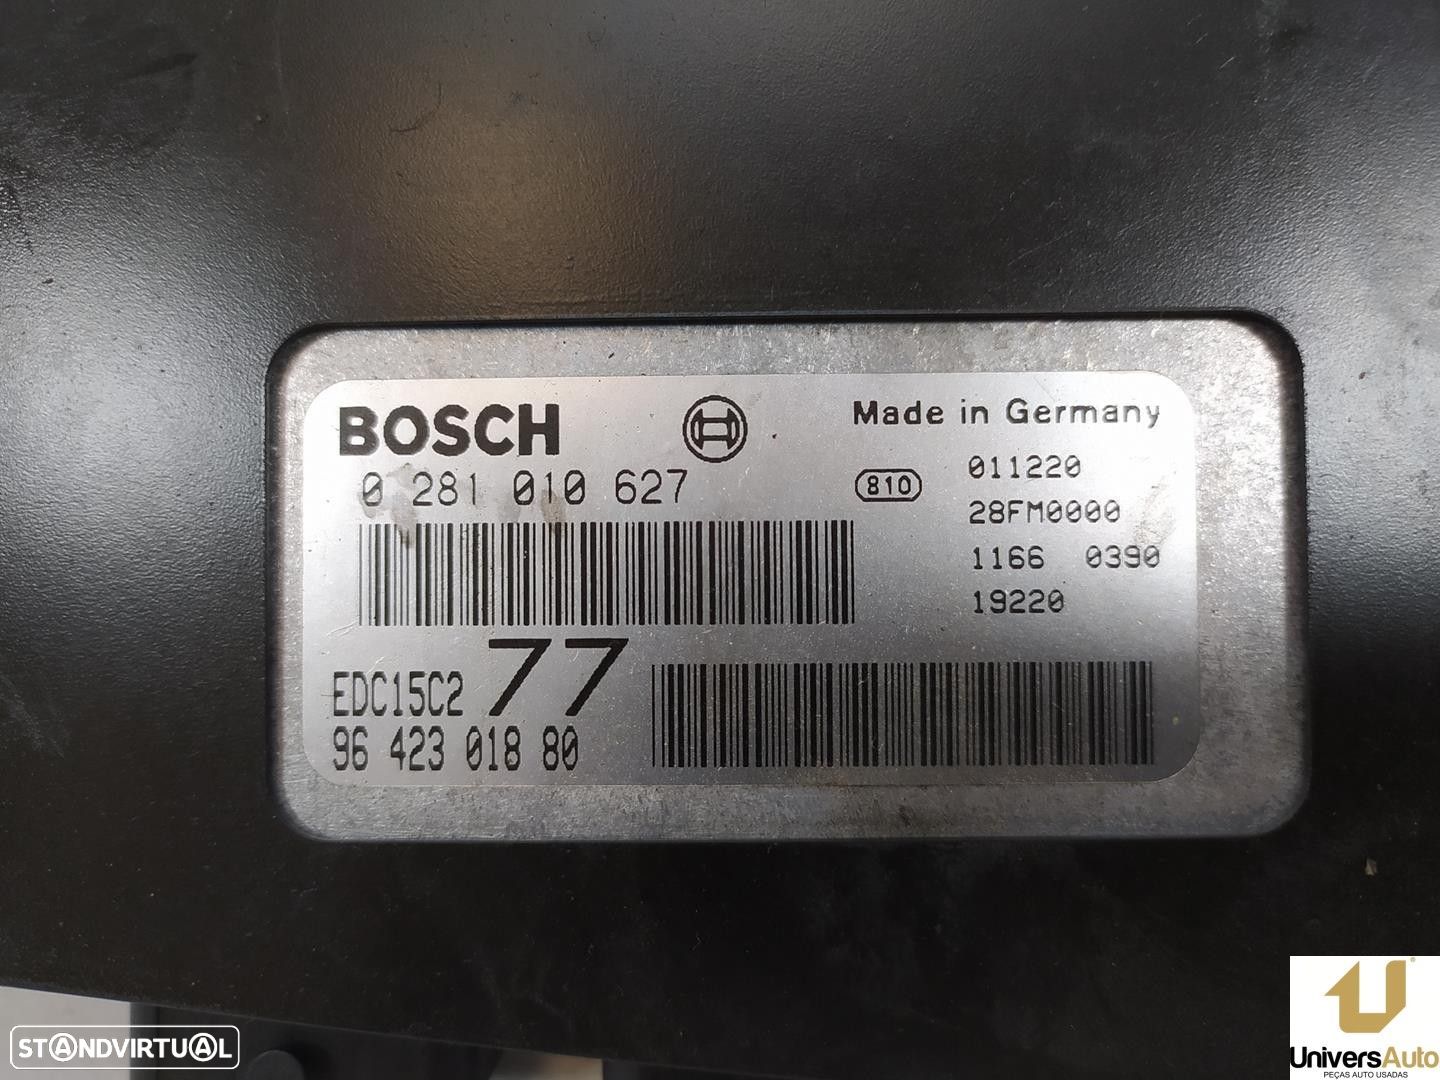 BOSCH
Made in Germany
0 281 010 627
810
011220
28FM0000
1166 0390
19220
EDC15C2 77
96 423 018 80
STANDVIRTUAL
UniversAuto
PEÇAS AUTO USADAS